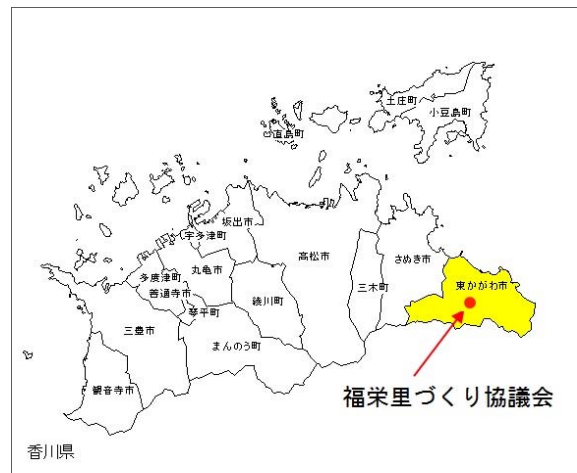 土庄町
小豆島町
直島町
坂出市
宇多津町
高松市
さぬき市
丸亀市
多度津町
善通寺市
東かがわ市
三木町
綾川町
琴平町
三豊市
まんのう町
観音寺市
福栄里づくり協議会
香川県